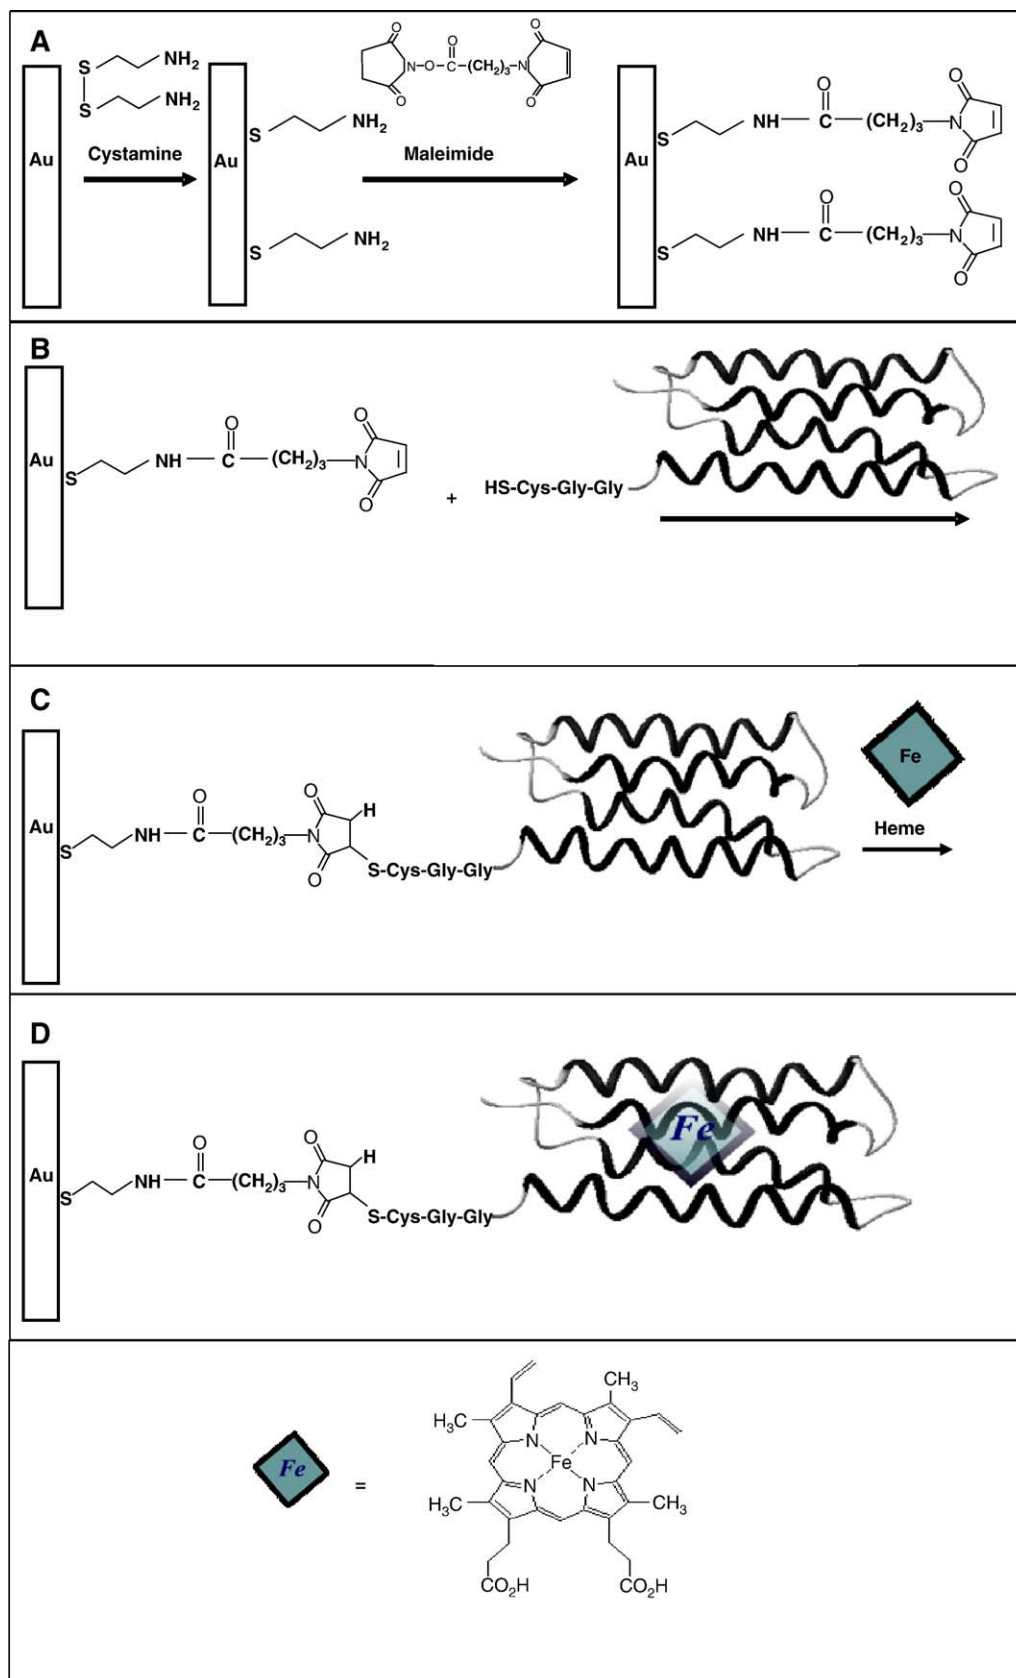 A
S NH₂
S NH₂
Cystamine
Au
Au
S NH₂
S NH₂
O O N-O-C-(CH₂)₃-N O O O
Maleimide
Au
S NH C (CH₂)₃ N O O O
S NH C (CH₂)₃ N O O O
B
Au
S NH C (CH₂)₃ N O O O
+
HS-Cys-Gly-Gly
C
Au
S NH C (CH₂)₃ N O O O H
S-Cys-Gly-Gly
Fe
Heme
D
Au
S NH C (CH₂)₃ N O O O H
S-Cys-Gly-Gly
Fe
Fe
=
CH₃
H₃C
N N
Fe
N N
H₃C CH₃
CO₂H CO₂H